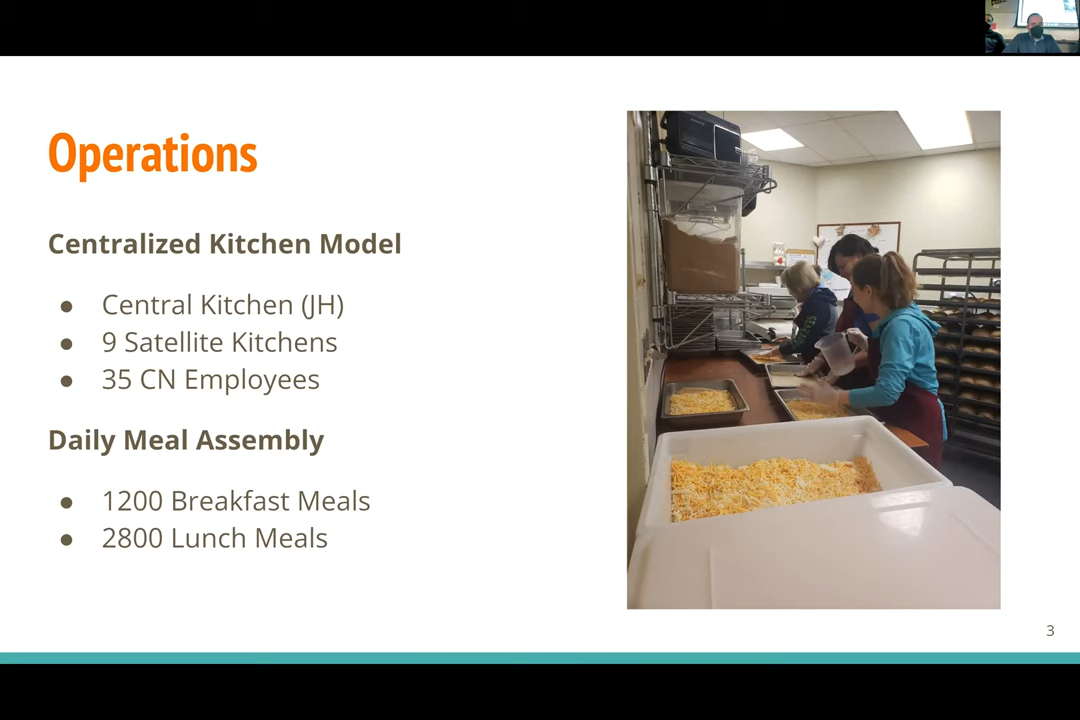 Operations
Centralized Kitchen Model
● Central Kitchen (JH)
● 9 Satellite Kitchens
● 35 CN Employees
Daily Meal Assembly
● 1200 Breakfast Meals
● 2800 Lunch Meals
3